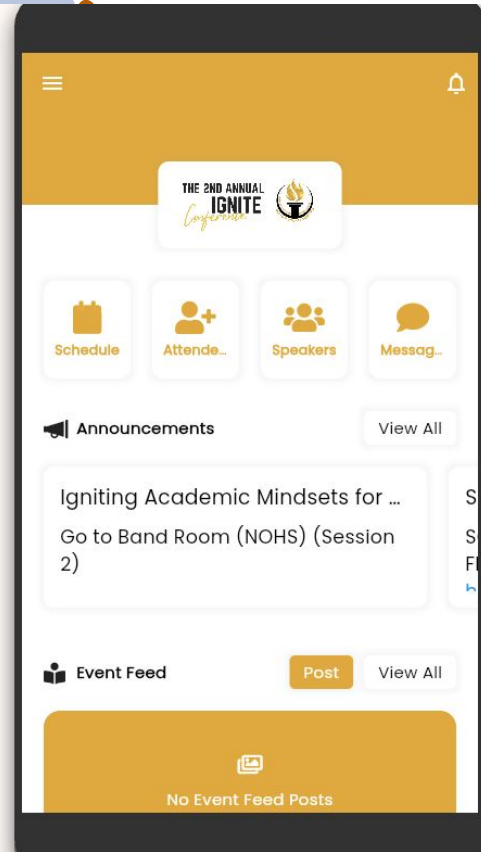 THE 2ND ANNUAL
IGNITE
Conference
Schedule
Attende...
Speakers
Messag...
Announcements
View All
Igniting Academic Mindsets for ...
Go to Band Room (NOHS) (Session
2)
Event Feed
Post
View All
No Event Feed Posts